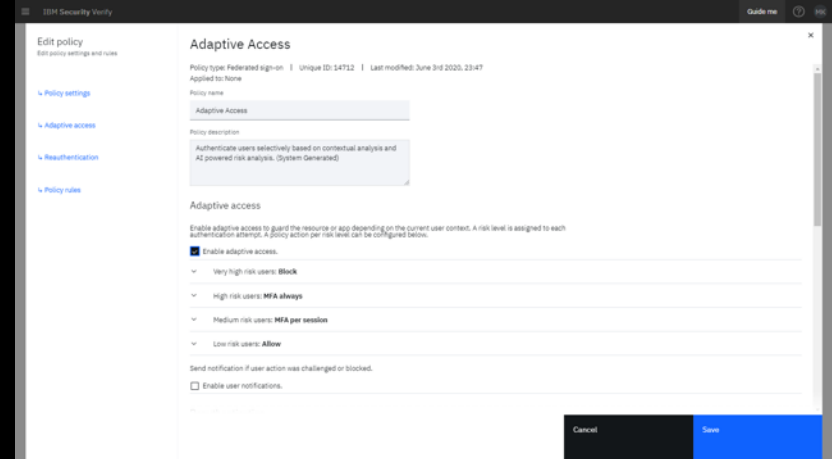 IBM Security Verify
Guide me
MK
Edit policy
Edit policy settings and rules
Policy settings
Adaptive access
Reauthentication
Policy rules
Adaptive Access
Policy type: Federated sign-on | Unique ID: 14712 | Last modified: June 3rd 2020, 23:47
Applied to: None
Policy name
Adaptive Access
Policy description
Authenticate users selectively based on contextual analysis and
AI powered risk analysis. (System Generated)
Adaptive access
Enable adaptive access to guard the resource or app depending on the current user context. A risk level is assigned to each
authentication attempt. A policy action per risk level can be configured below.
Enable adaptive access.
Very high risk users: Block
High risk users: MFA always
Medium risk users: MFA per session
Low risk users: Allow
Send notification if user action was challenged or blocked.
Enable user notifications.
Cancel
Save